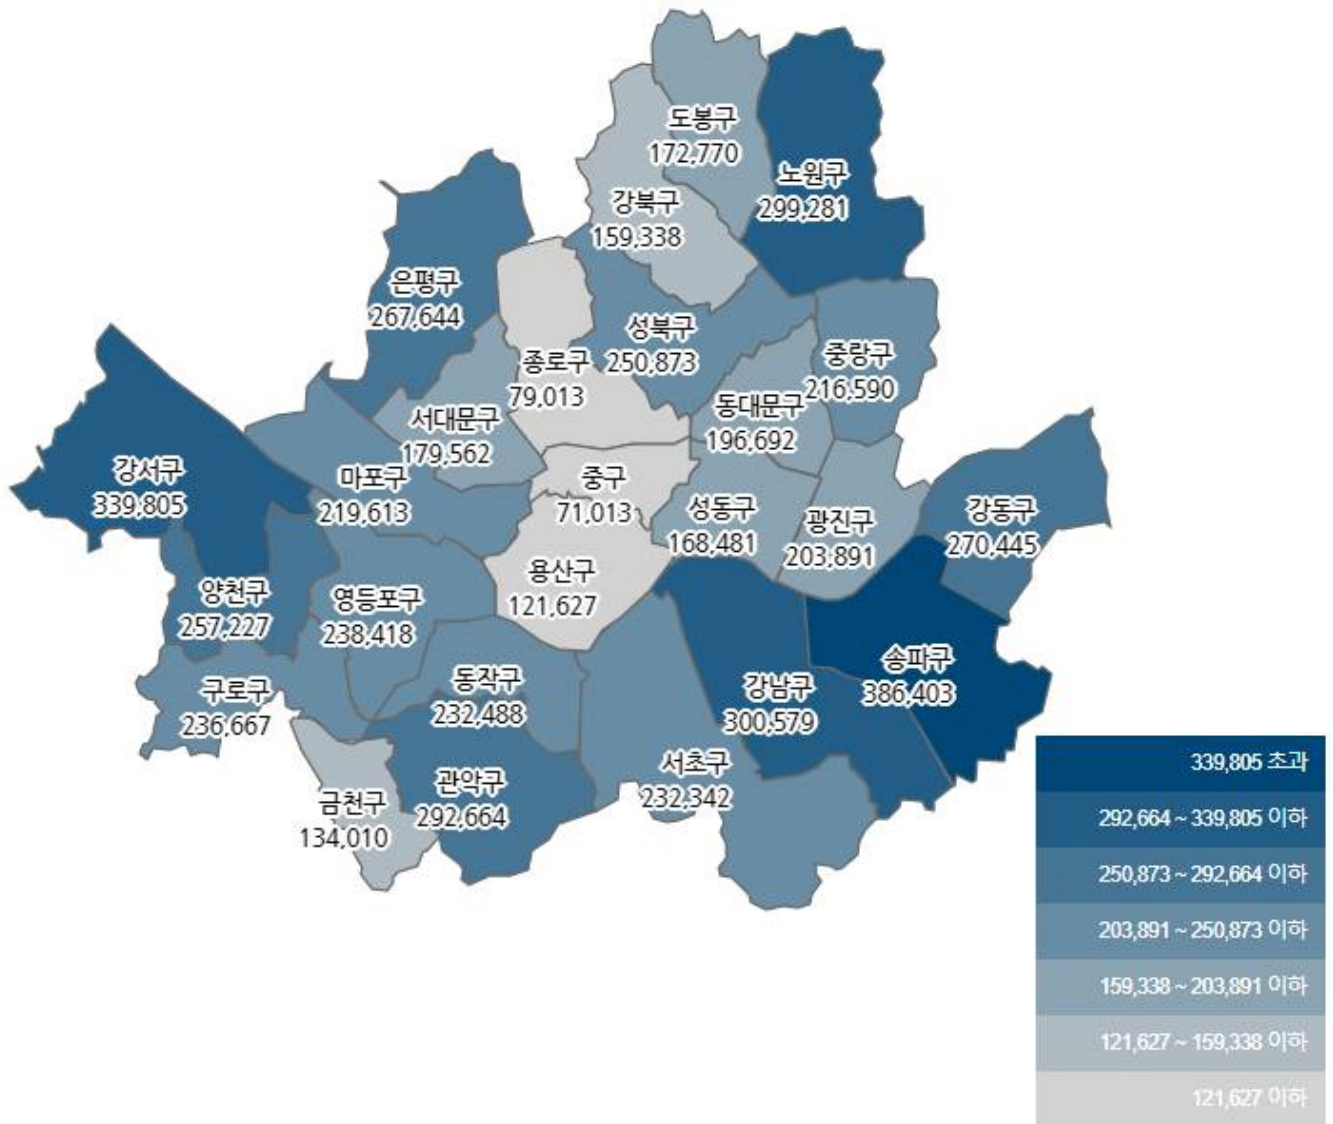 도봉구
172,770
노원구
299,281
강북구
159,338
은평구
267,644
성북구
250,873
종로구
79,013
중랑구
216,590
동대문구
196,692
서대문구
179,562
강서구
339,805
마포구
219,613
중구
71,013
성동구
168,481
광진구
203,891
강동구
270,445
용산구
121,627
양천구
257,227
영등포구
238,418
송파구
386,403
구로구
236,667
동작구
232,488
강남구
300,579
서초구
232,342
관악구
292,664
금천구
134,010
339,805 초과
292,664 ~ 339,805 이하
250,873 ~ 292,664 이하
203,891 ~ 250,873 이하
159,338 ~ 203,891 이하
121,627 ~ 159,338 이하
121,627 이하